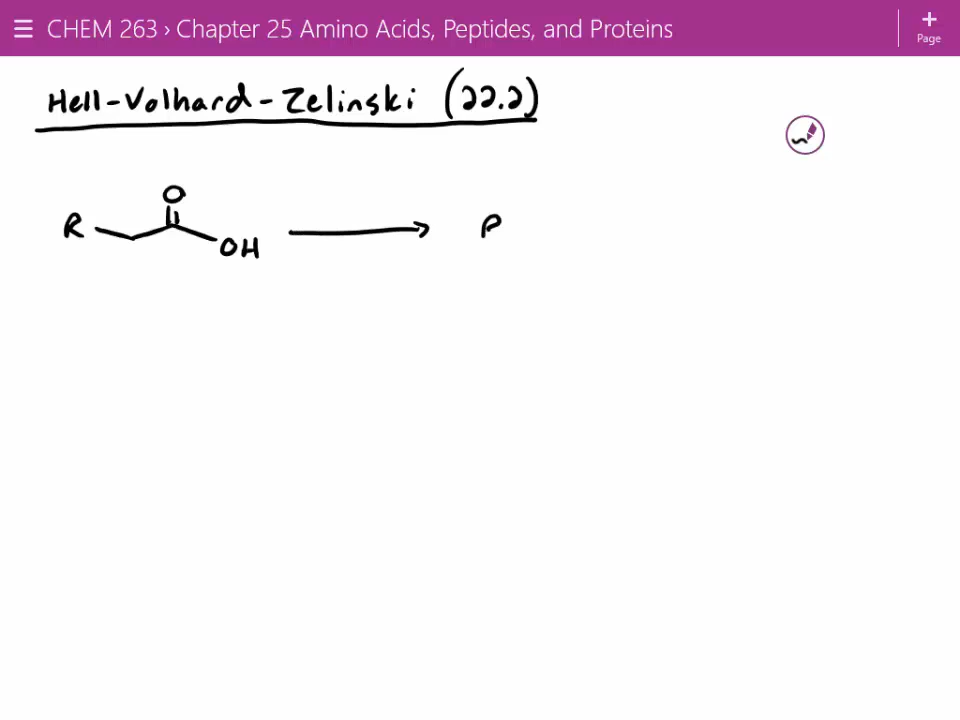 CHEM 263 › Chapter 25 Amino Acids, Peptides, and Proteins
+
Page
Hell-Volhard-Zelinski (22.2)
O
R
OH
P